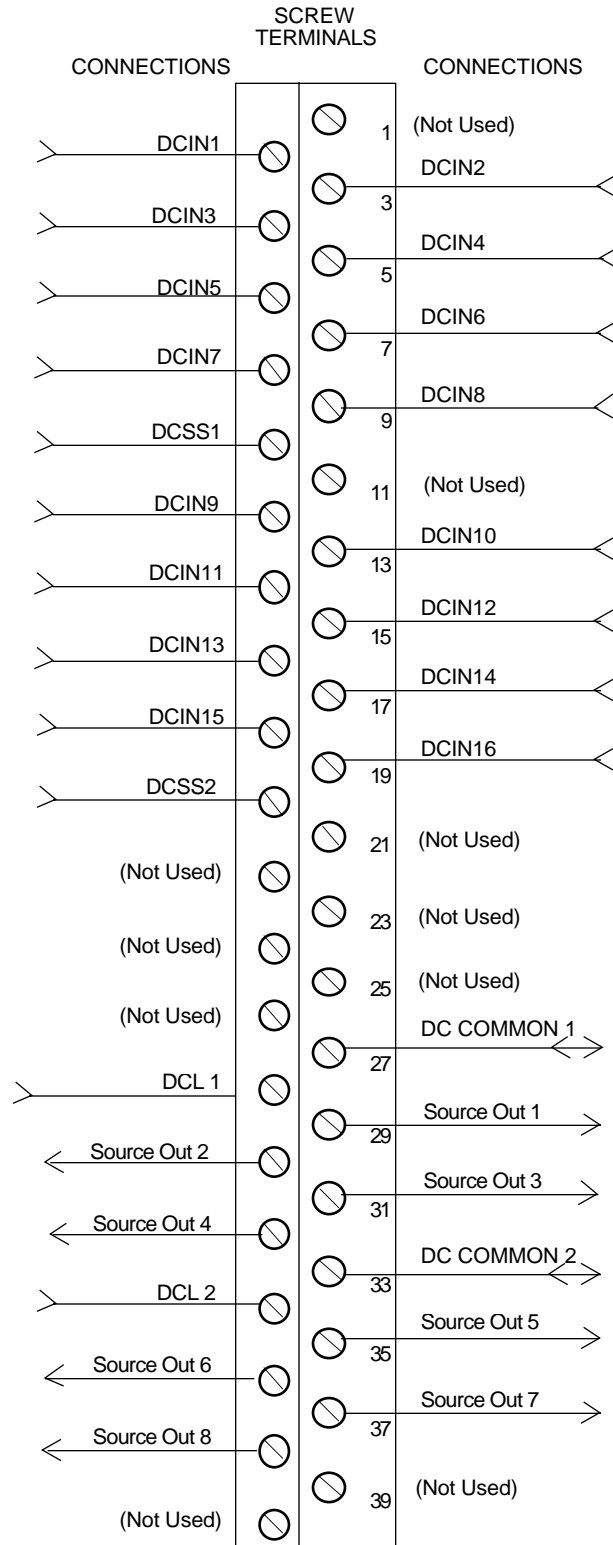 SCREW
TERMINALS
CONNECTIONS CONNECTIONS
1 (Not Used)
DCIN1
DCIN2
3
DCIN3
DCIN4
5
DCIN5
DCIN6
7
DCIN7
DCIN8
9
DCSS1
11 (Not Used)
DCIN9
DCIN10
13
DCIN11
DCIN12
15
DCIN13
DCIN14
17
DCIN15
DCIN16
19
DCSS2
21 (Not Used)
(Not Used)
23 (Not Used)
(Not Used)
25 (Not Used)
(Not Used)
DC COMMON 1
27
DCL 1
Source Out 1
29
Source Out 2
Source Out 3
31
Source Out 4
DC COMMON 2
33
DCL 2
Source Out 5
35
Source Out 6
Source Out 7
37
Source Out 8
39 (Not Used)
(Not Used)